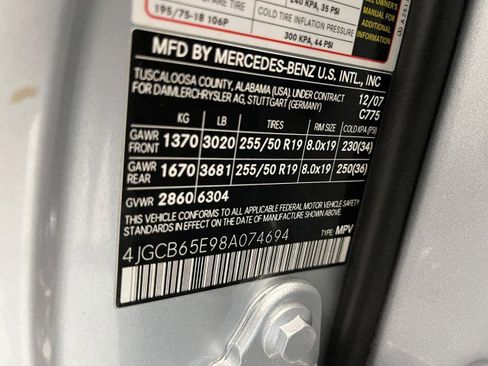 240 KPA, 35 PSI
SPARE TIRE
195/75-18 106P
COLD TIRE INFLATION PRESSURE
300 KPA, 44 PSI
SEE OWNER'S
MANUAL FOR
ADDITIONAL
INFORMATION
MFD BY MERCEDES-BENZ U.S. INTL., INC
TUSCALOOSA COUNTY, ALABAMA (USA). UNDER CONTRACT 12/07
FOR DAIMLERCHRYSLER AG, STUTTGART (GERMANY) C775
KG LB TIRES RIM SIZE COLD KPA (PSI)
GAWR FRONT 1370 3020 255/50 R19 8.0x19 230(34)
GAWR REAR 1670 3681 255/50 R19 8.0x19 250(36)
GVWR 2860 6304
THIS VEHICLE CONFORMS TO ALL APPLICABLE FEDERAL MOTOR VEHICLE SAFETY
STANDARDS IN EFFECT ON THE DATE OF MANUFACTURE SHOWN ABOVE.
4JGCB65E98A074694 TYPE: MPV